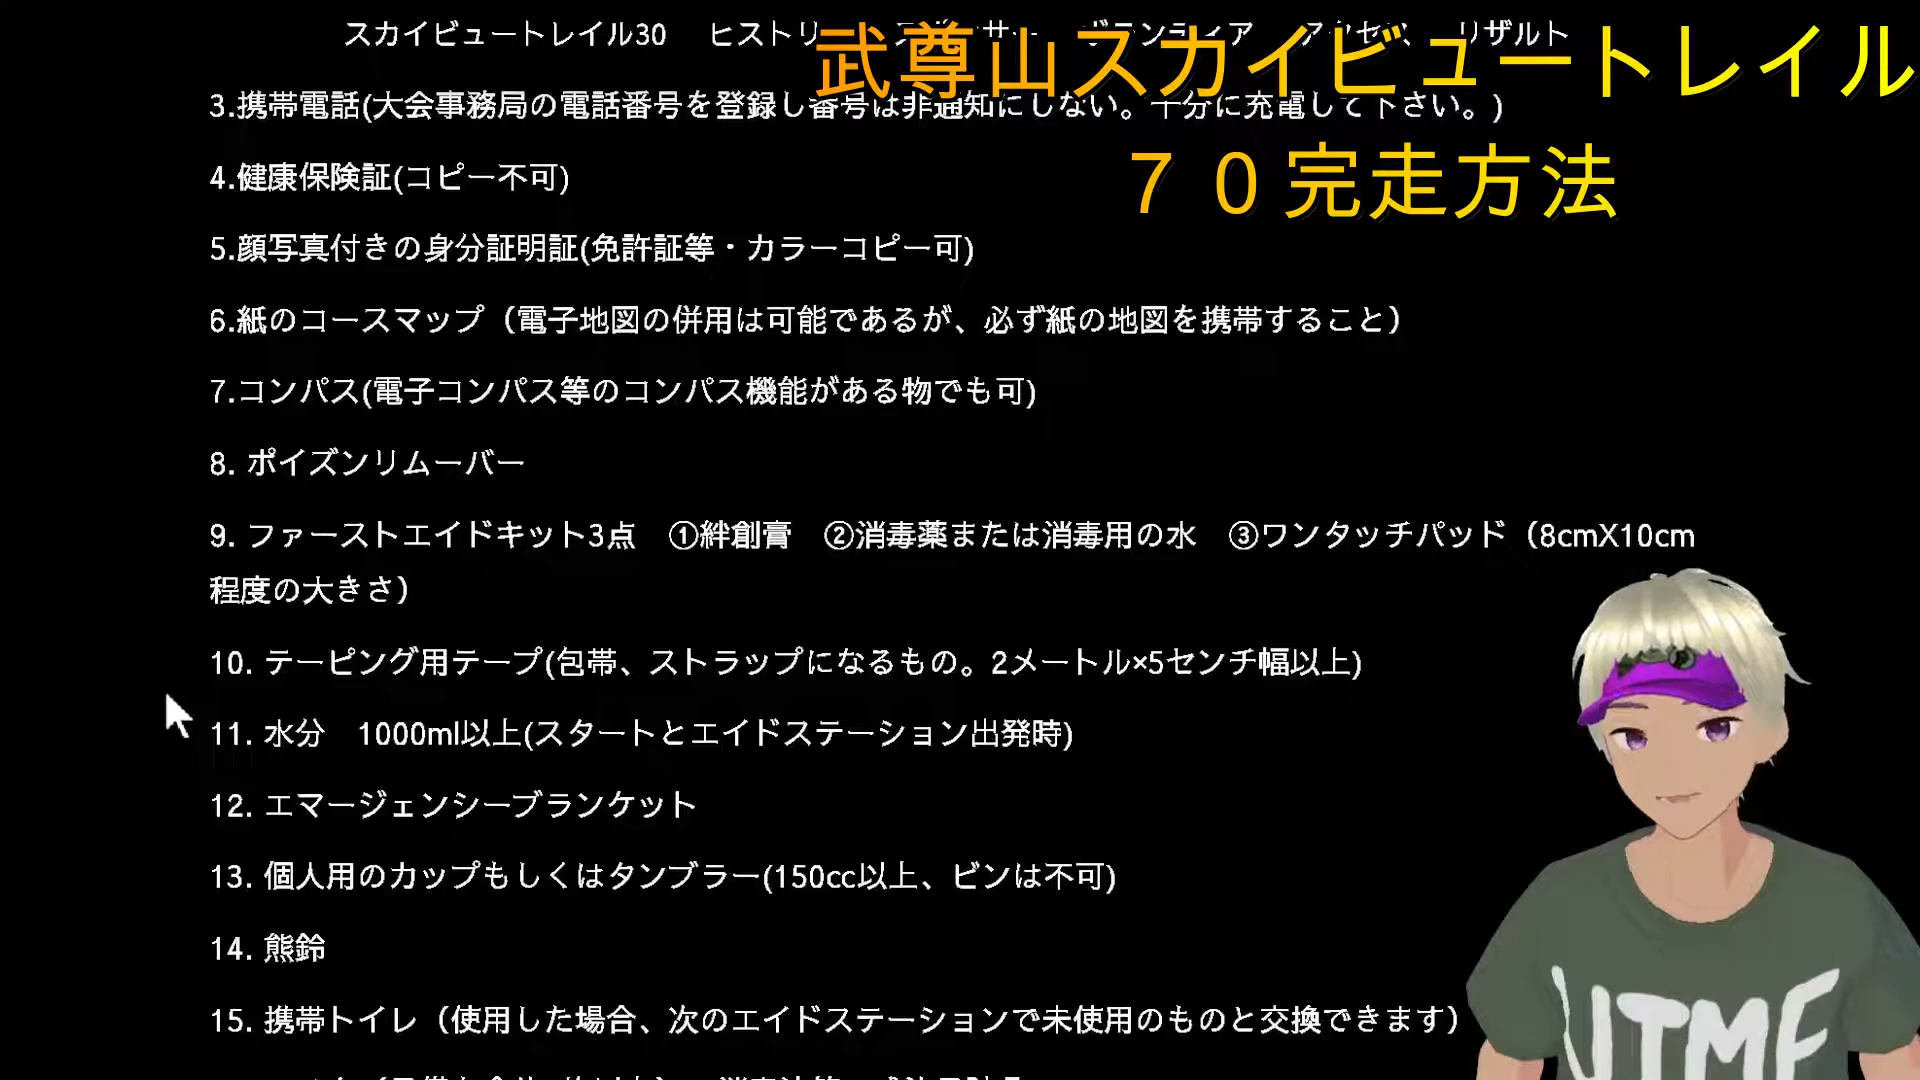 スカイビュートレイル30 ヒストリー リザルト
武尊山スカイビュートレイル
７０完走方法
3.携帯電話(大会事務局の電話番号を登録し番号は非通知にしない。十分に充電して下さい。)
4.健康保険証(コピー不可)
5.顔写真付きの身分証明証(免許証等・カラーコピー可)
6.紙のコースマップ（電子地図の併用は可能であるが、必ず紙の地図を携帯すること）
7.コンパス(電子コンパス等のコンパス機能がある物でも可)
8. ポイズンリムーバー
9. ファーストエイドキット3点　①絆創膏　②消毒薬または消毒用の水　③ワンタッチパッド（8cmX10cm
程度の大きさ）
10. テーピング用テープ(包帯、ストラップになるもの。2メートル×5センチ幅以上)
11. 水分　1000ml以上(スタートとエイドステーション出発時)
12. エマージェンシーブランケット
13. 個人用のカップもしくはタンブラー(150cc以上、ビンは不可)
14. 熊鈴
15. 携帯トイレ（使用した場合、次のエイドステーションで未使用のものと交換できます）
UTMF